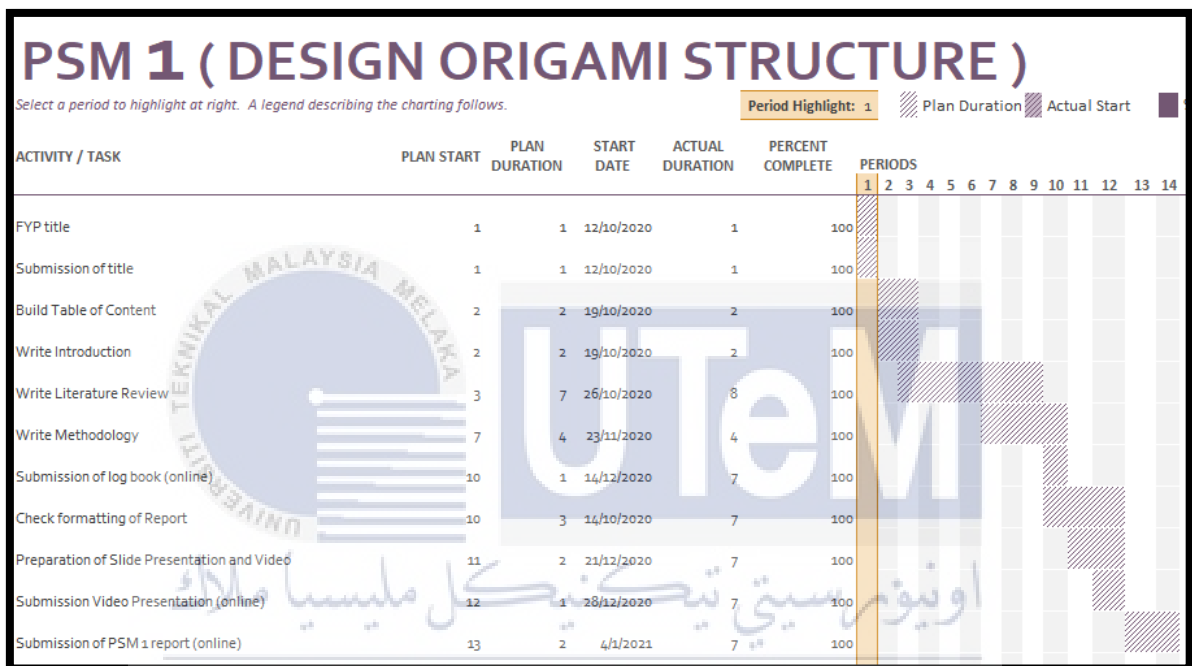 PSM 1 ( DESIGN ORIGAMI STRUCTURE )
Select a period to highlight at right. A legend describing the charting follows.
Period Highlight: 1
Plan Duration
Actual Start
ACTIVITY / TASK PLAN START PLAN DURATION START DATE ACTUAL DURATION PERCENT COMPLETE PERIODS
1 2 3 4 5 6 7 8 9 10 11 12 13 14
FYP title 1 1 12/10/2020 1 100
Submission of title 1 1 12/10/2020 1 100
Build Table of Content 2 2 19/10/2020 2 100
Write Introduction 2 2 19/10/2020 2 100
Write Literature Review 3 7 26/10/2020 8 100
Write Methodology 7 4 23/11/2020 4 100
Submission of log book (online) 10 1 14/12/2020 7 100
Check formatting of Report 10 3 14/10/2020 7 100
Preparation of Slide Presentation and Video 11 2 21/12/2020 7 100
Submission Video Presentation (online) 12 1 28/12/2020 7 100
Submission of PSM 1 report (online) 13 2 4/1/2021 7 100
UNIVERSITI TEKNIKAL MALAYSIA MELAKA
UTeM
اونيۏرسيتي تيكنيكل مليسيا ملاك